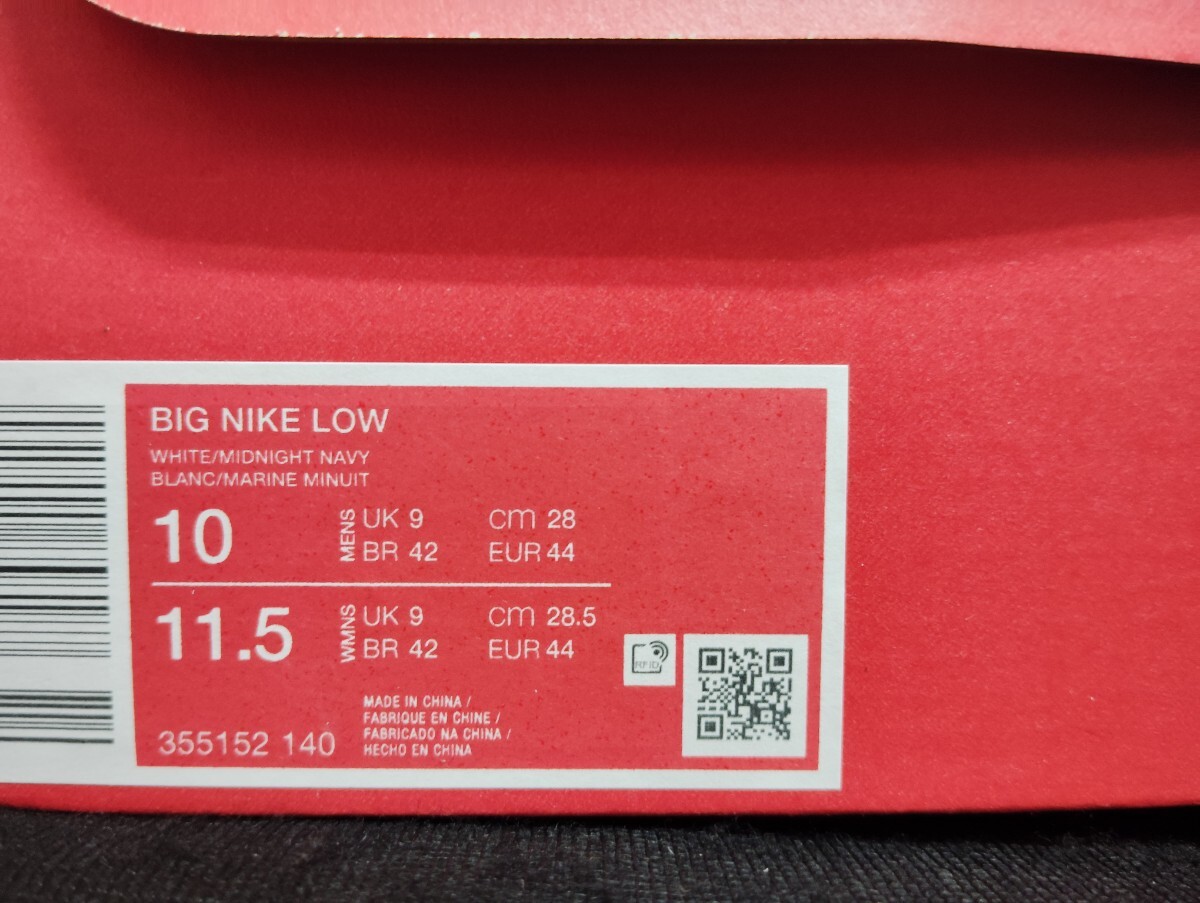 BIG NIKE LOW
WHITE/MIDNIGHT NAVY
BLANC/MARINE MINUIT
10 MENS UK 9 cm 28
BR 42 EUR 44
11.5 WMNS UK 9 cm 28.5
BR 42 EUR 44
RFID
355152 140
MADE IN CHINA /
FABRIQUE EN CHINE /
FABRICADO NA CHINA /
HECHO EN CHINA